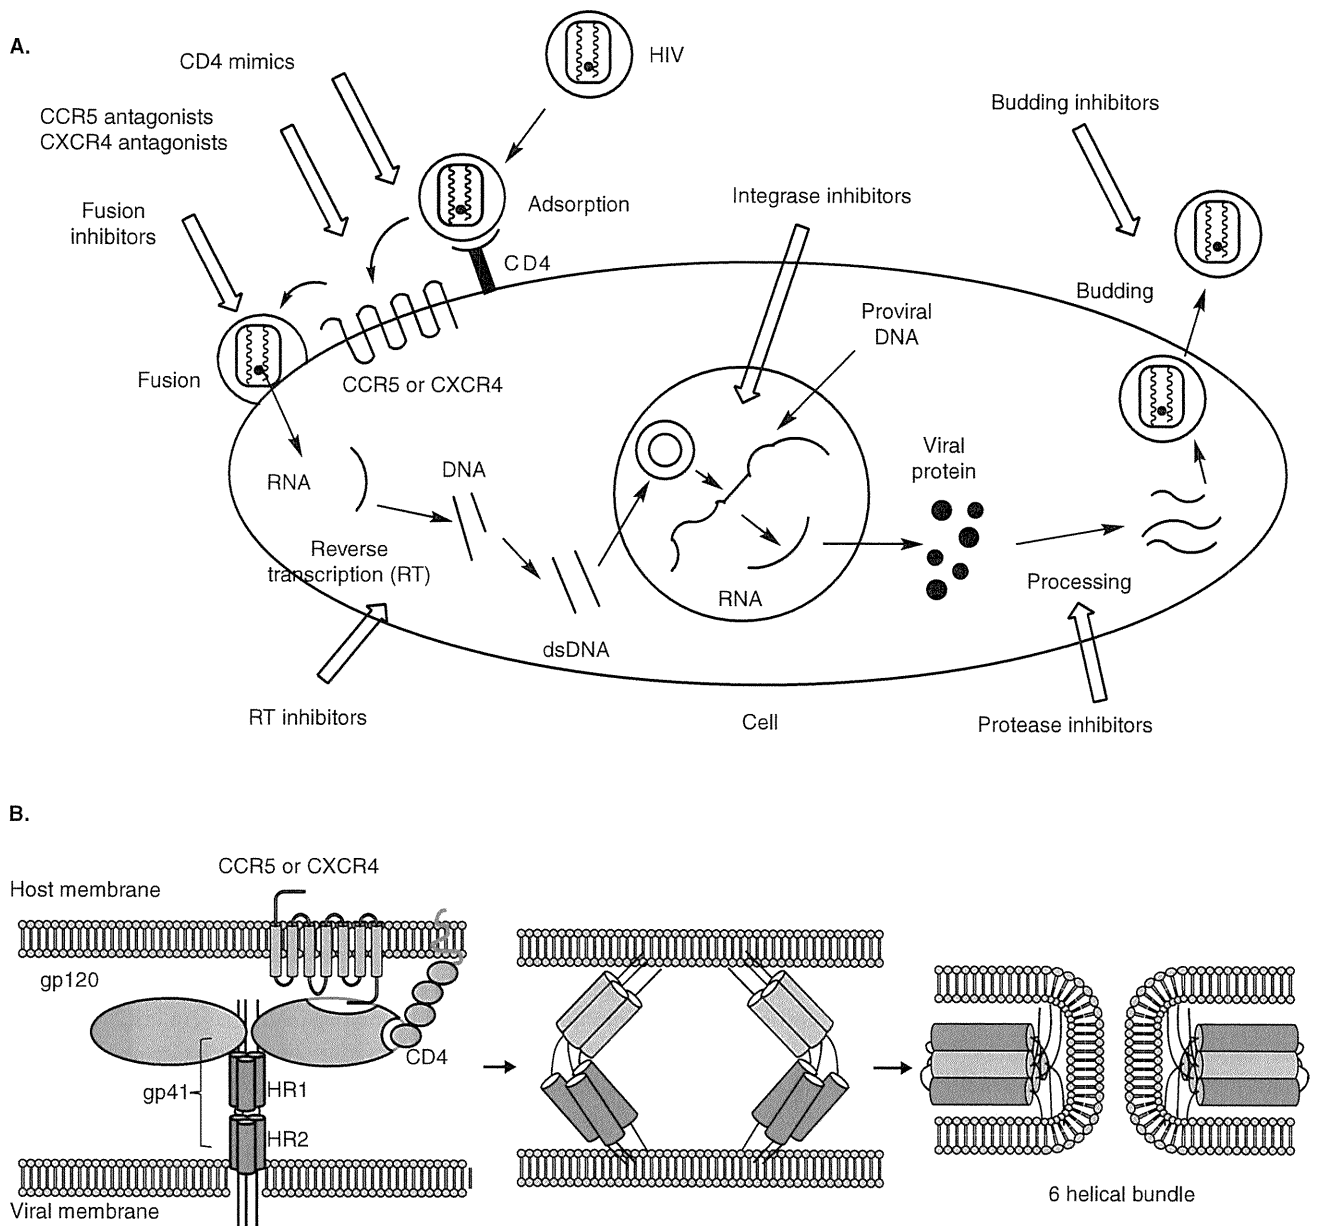 A.
CD4 mimics
HIV
CCR5 antagonists
CXCR4 antagonists
Budding inhibitors
Fusion
inhibitors
Adsorption
Integrase inhibitors
CD4
Budding
Proviral
DNA
Fusion
CCR5 or CXCR4
RNA
DNA
Viral
protein
Reverse
transcription (RT)
Processing
RNA
dsDNA
RT inhibitors
Cell
Protease inhibitors
B.
CCR5 or CXCR4
Host membrane
gp120
CD4
gp41
HR1
HR2
6 helical bundle
Viral membrane